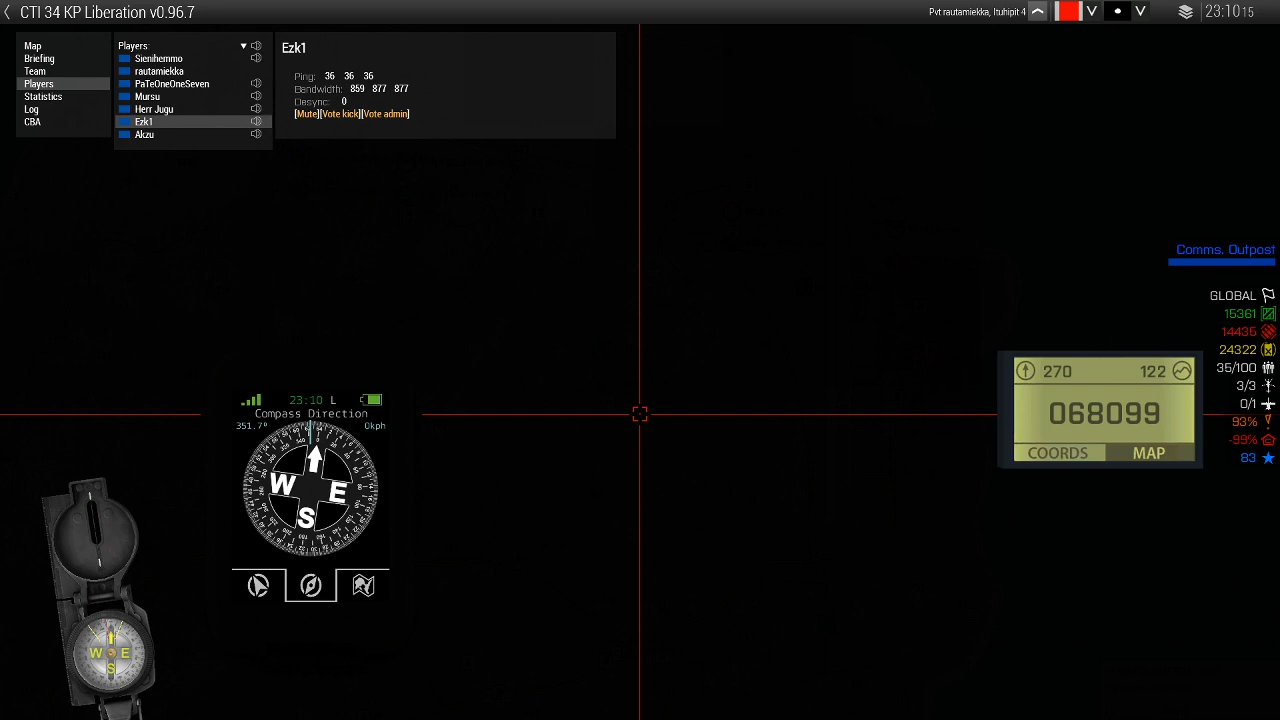 CTI 34 KP Liberation v0.96.7
Pvt rautamiekka, Ituhipit 4
23:10 15
Map
Briefing
Team
Players
Statistics
Log
CBA
Players:
Sienihemmo
rautamiekka
PaTeOneOneSeven
Mursu
Herr Jugu
Ezk1
Akzu
Ezk1
Ping: 36 36 36
Bandwidth: 859 877 877
Desync: 0
[Mute][Vote kick][Vote admin]
Comms. Outpost
GLOBAL
15361
14435
24322
35/100
3/3
0/1
93%
-99%
83
270 122
068099
COORDS MAP
23:10 L
Compass Direction
351.7º 0kph
W E
S
W E
S